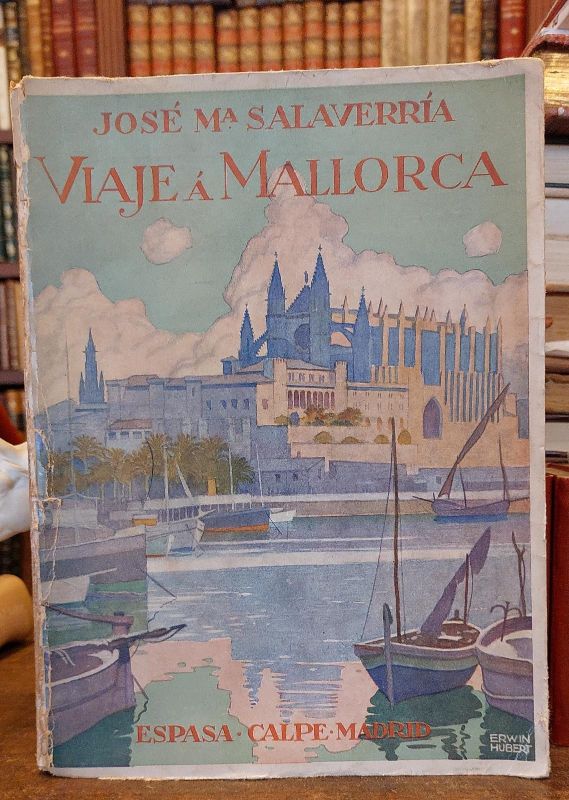 JOSÉ Mª SALAVERRÍA
VIAJE Á MALLORCA
ESPASA · CALPE · MADRID
ERWIN
HUBERT